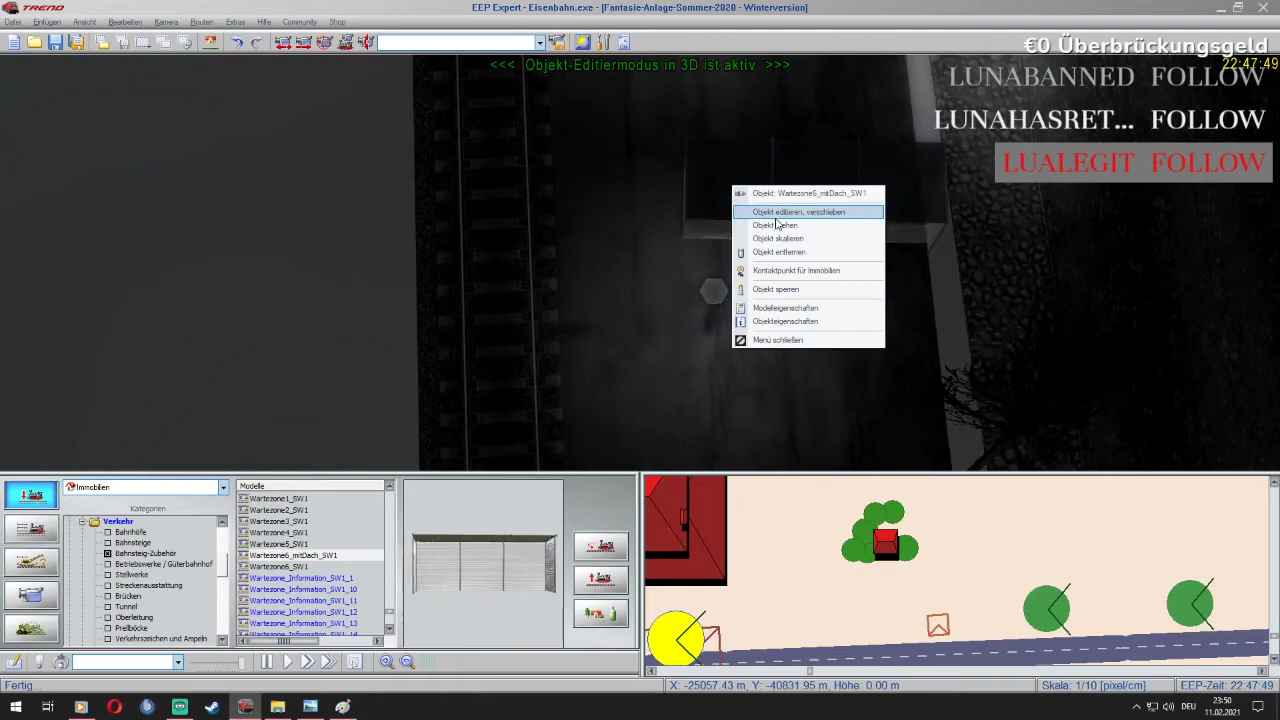 TREND
EEP Expert - Eisenbahn.exe - [Fantasie-Anlage-Sommer-2020 - Winterversion]
Datei Einfügen Ansicht Bearbeiten Kamera Routen Extras Hilfe Community Shop
€0 Überbrückungsgeld
<<< Objekt-Editiermodus in 3D ist aktiv >>>
22:47:49
LUNABANNED FOLLOW
LUNAHASRET... FOLLOW
LUALEGIT FOLLOW
Objekt: Wartezone6_mitDach_SW1
Objekt editieren, verschieben
Objekt skalieren
Objekt entfernen
Kontaktpunkt für Immobilien
Objekt sperren
Modelleigenschaften
Objekteigenschaften
Menü schließen
Immobilien
Kategorien
Verkehr
Bahnhöfe
Bahnsteige
Bahnsteig-Zubehör
Betriebswerke / Güterbahnhof
Stellwerke
Streckenausstattung
Brücken
Tunnel
Oberleitung
Prellböcke
Verkehrszeichen und Ampeln
Modelle
Wartezone1_SW1
Wartezone2_SW1
Wartezone3_SW1
Wartezone4_SW1
Wartezone5_SW1
Wartezone6_mitDach_SW1
Wartezone6_SW1
Wartezone_Information_SW1_1
Wartezone_Information_SW1_10
Wartezone_Information_SW1_11
Wartezone_Information_SW1_12
Wartezone_Information_SW1_13
Wartezone_Information_SW1_14
Fertig...
X: -25057.43 m, Y: -40831.95 m, Höhe: 0.00 m
Skala: 1/10 [pixel/cm]
EEP-Zeit: 22:47:49
DEU
23:50
11.02.2021